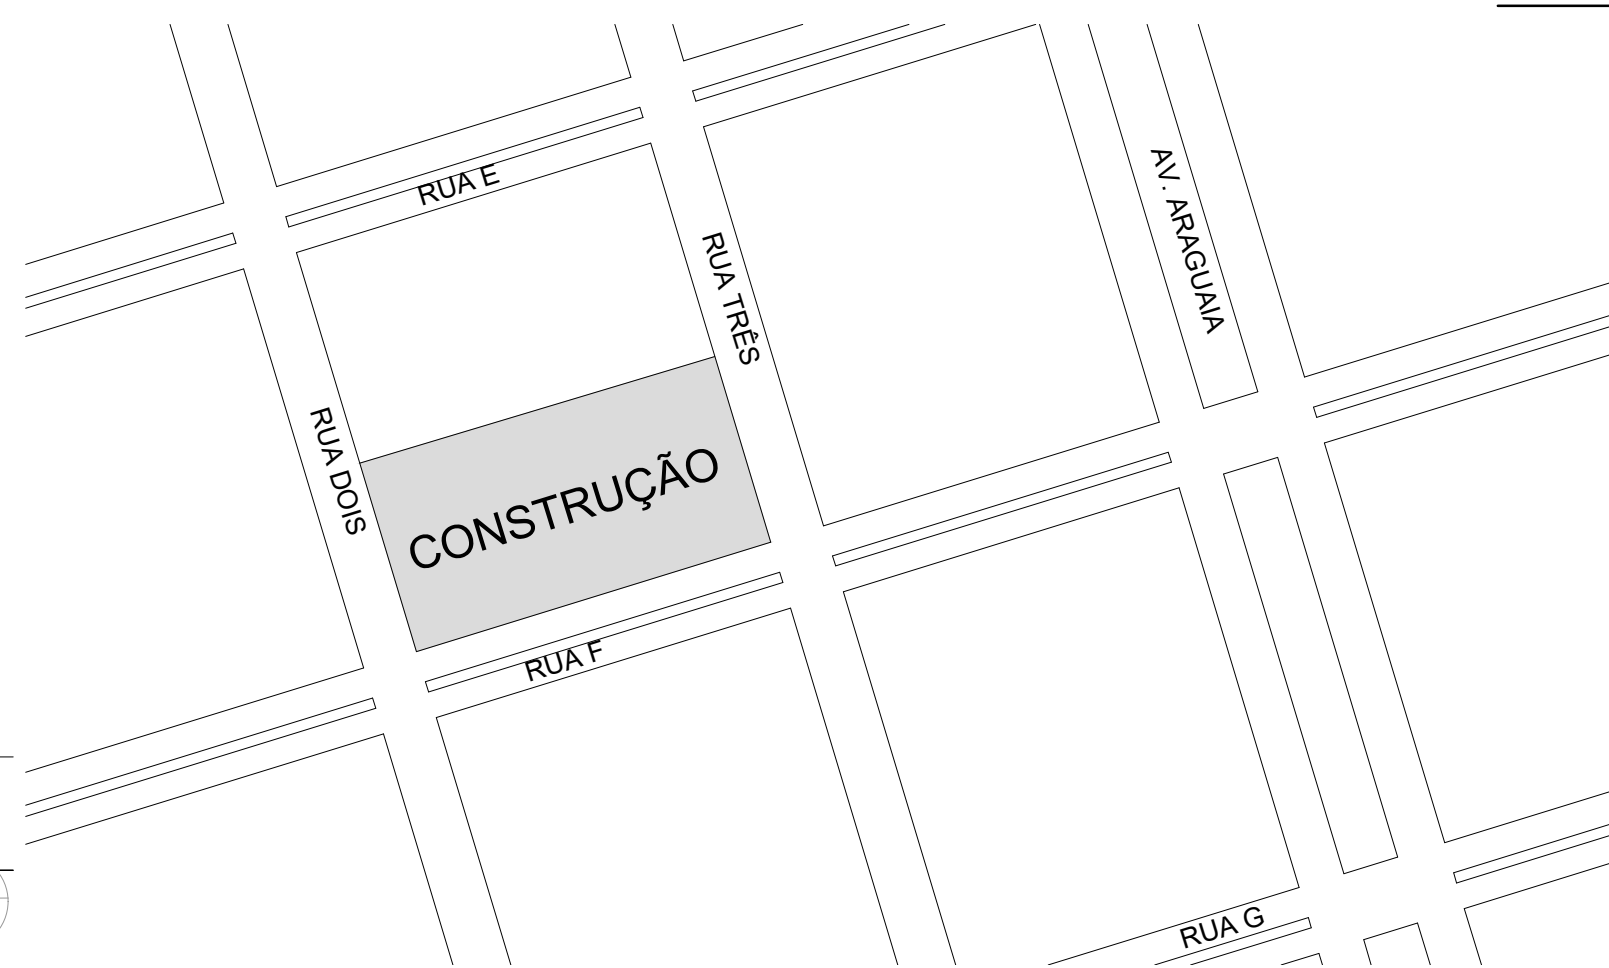 RUA E
AV. ARAGUAIA
RUA TRÊS
RUA DOIS
CONSTRUÇÃO
RUA F
RUA G